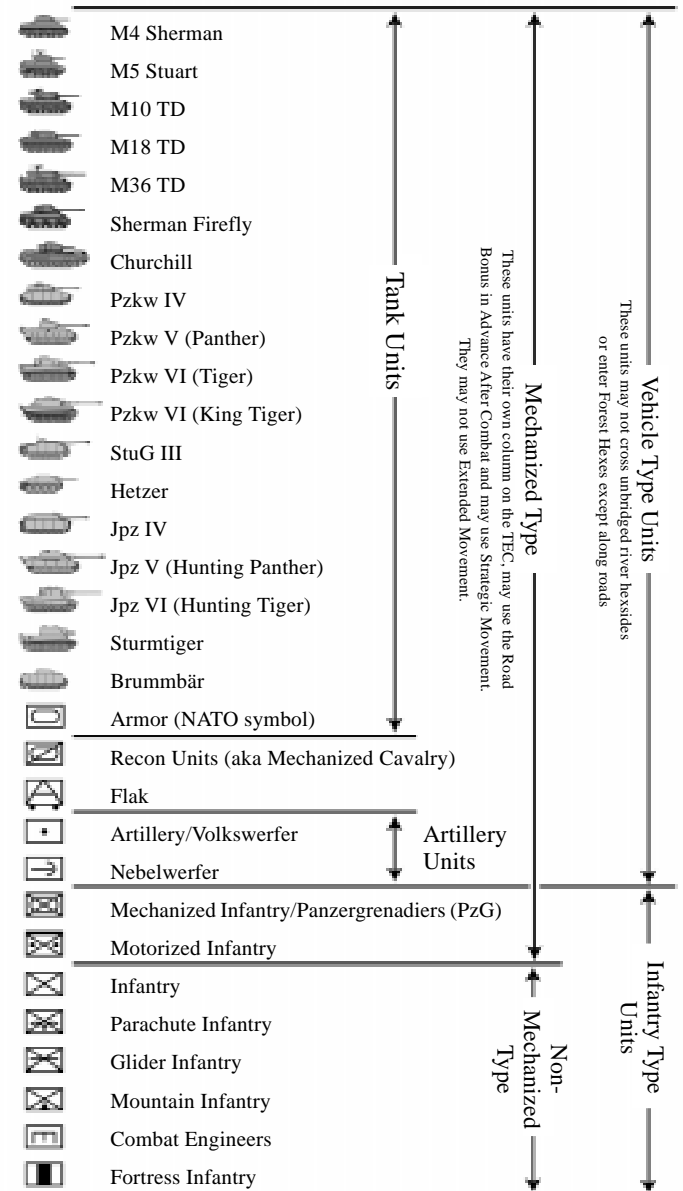 M4 Sherman
M5 Stuart
M10 TD
M18 TD
M36 TD
Sherman Firefly
Churchill
Pzkw IV
Pzkw V (Panther)
Pzkw VI (Tiger)
Pzkw VI (King Tiger)
StuG III
Hetzer
Jpz IV
Jpz V (Hunting Panther)
Jpz VI (Hunting Tiger)
Sturmtiger
Brummbär
Armor (NATO symbol)
Recon Units (aka Mechanized Cavalry)
Flak
Artillery/Volkswerfer
Nebelwerfer
Mechanized Infantry/Panzergrenadiers (PzG)
Motorized Infantry
Infantry
Parachute Infantry
Glider Infantry
Mountain Infantry
Combat Engineers
Fortress Infantry
Tank Units
Artillery
Units
Mechanized Type
These units have their own column on the TEC, may use the Road
Bonus in Advance After Combat and may use Strategic Movement.
They may not use Extended Movement.
Non-
Mechanized
Type
Vehicle Type Units
These units may not cross unbridged river hexsides
or enter Forest Hexes except along roads
Infantry Type
Units